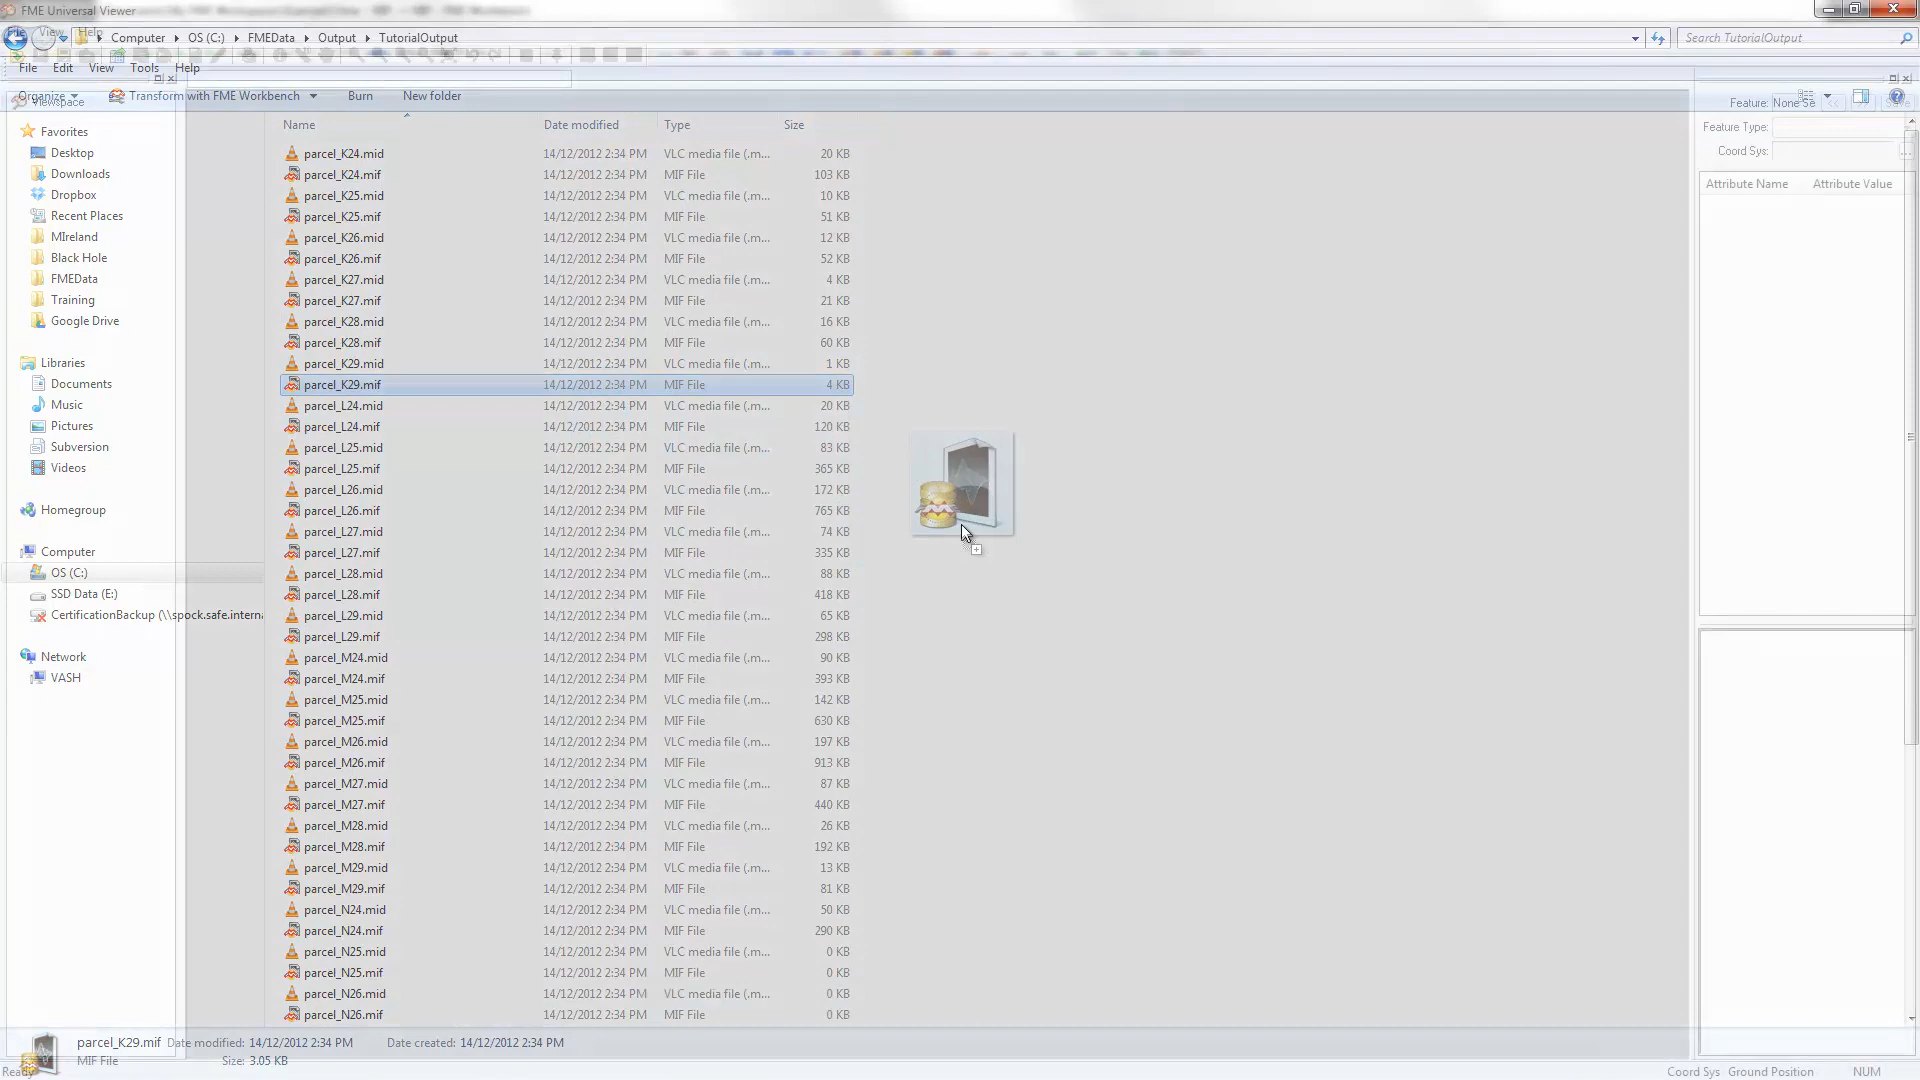 FME Universal Viewer
File View Help
Computer OS (C:) FMEData Output TutorialOutput
Search TutorialOutput
File Edit View Tools Help
Organize Transform with FME Workbench Burn New folder
Viewspace
Name Date modified Type Size
Favorites
Desktop
Downloads
Dropbox
Recent Places
MIreland
Black Hole
FMEData
Training
Google Drive
Libraries
Documents
Music
Pictures
Subversion
Videos
Homegroup
Computer
OS (C:)
SSD Data (E:)
CertificationBackup (\\spock.safe.interna
Network
VASH
parcel_K24.mid 14/12/2012 2:34 PM VLC media file (.m... 20 KB
parcel_K24.mif 14/12/2012 2:34 PM MIF File 103 KB
parcel_K25.mid 14/12/2012 2:34 PM VLC media file (.m... 10 KB
parcel_K25.mif 14/12/2012 2:34 PM MIF File 51 KB
parcel_K26.mid 14/12/2012 2:34 PM VLC media file (.m... 12 KB
parcel_K26.mif 14/12/2012 2:34 PM MIF File 52 KB
parcel_K27.mid 14/12/2012 2:34 PM VLC media file (.m... 4 KB
parcel_K27.mif 14/12/2012 2:34 PM MIF File 21 KB
parcel_K28.mid 14/12/2012 2:34 PM VLC media file (.m... 16 KB
parcel_K28.mif 14/12/2012 2:34 PM MIF File 60 KB
parcel_K29.mid 14/12/2012 2:34 PM VLC media file (.m... 1 KB
parcel_K29.mif 14/12/2012 2:34 PM MIF File 4 KB
parcel_L24.mid 14/12/2012 2:34 PM VLC media file (.m... 20 KB
parcel_L24.mif 14/12/2012 2:34 PM MIF File 120 KB
parcel_L25.mid 14/12/2012 2:34 PM VLC media file (.m... 83 KB
parcel_L25.mif 14/12/2012 2:34 PM MIF File 365 KB
parcel_L26.mid 14/12/2012 2:34 PM VLC media file (.m... 172 KB
parcel_L26.mif 14/12/2012 2:34 PM MIF File 765 KB
parcel_L27.mid 14/12/2012 2:34 PM VLC media file (.m... 74 KB
parcel_L27.mif 14/12/2012 2:34 PM MIF File 335 KB
parcel_L28.mid 14/12/2012 2:34 PM VLC media file (.m... 88 KB
parcel_L28.mif 14/12/2012 2:34 PM MIF File 418 KB
parcel_L29.mid 14/12/2012 2:34 PM VLC media file (.m... 65 KB
parcel_L29.mif 14/12/2012 2:34 PM MIF File 298 KB
parcel_M24.mid 14/12/2012 2:34 PM VLC media file (.m... 90 KB
parcel_M24.mif 14/12/2012 2:34 PM MIF File 393 KB
parcel_M25.mid 14/12/2012 2:34 PM VLC media file (.m... 142 KB
parcel_M25.mif 14/12/2012 2:34 PM MIF File 630 KB
parcel_M26.mid 14/12/2012 2:34 PM VLC media file (.m... 197 KB
parcel_M26.mif 14/12/2012 2:34 PM MIF File 913 KB
parcel_M27.mid 14/12/2012 2:34 PM VLC media file (.m... 87 KB
parcel_M27.mif 14/12/2012 2:34 PM MIF File 440 KB
parcel_M28.mid 14/12/2012 2:34 PM VLC media file (.m... 26 KB
parcel_M28.mif 14/12/2012 2:34 PM MIF File 192 KB
parcel_M29.mid 14/12/2012 2:34 PM VLC media file (.m... 13 KB
parcel_M29.mif 14/12/2012 2:34 PM MIF File 81 KB
parcel_N24.mid 14/12/2012 2:34 PM VLC media file (.m... 50 KB
parcel_N24.mif 14/12/2012 2:34 PM MIF File 290 KB
parcel_N25.mid 14/12/2012 2:34 PM VLC media file (.m... 0 KB
parcel_N25.mif 14/12/2012 2:34 PM MIF File 0 KB
parcel_N26.mid 14/12/2012 2:34 PM VLC media file (.m... 0 KB
parcel_N26.mif 14/12/2012 2:34 PM MIF File 0 KB
Feature: None Se
Feature Type:
Coord Sys:
Attribute Name Attribute Value
parcel_K29.mif Date modified: 14/12/2012 2:34 PM Date created: 14/12/2012 2:34 PM
MIF File Size: 3.05 KB
Ready
Coord Sys Ground Position NUM